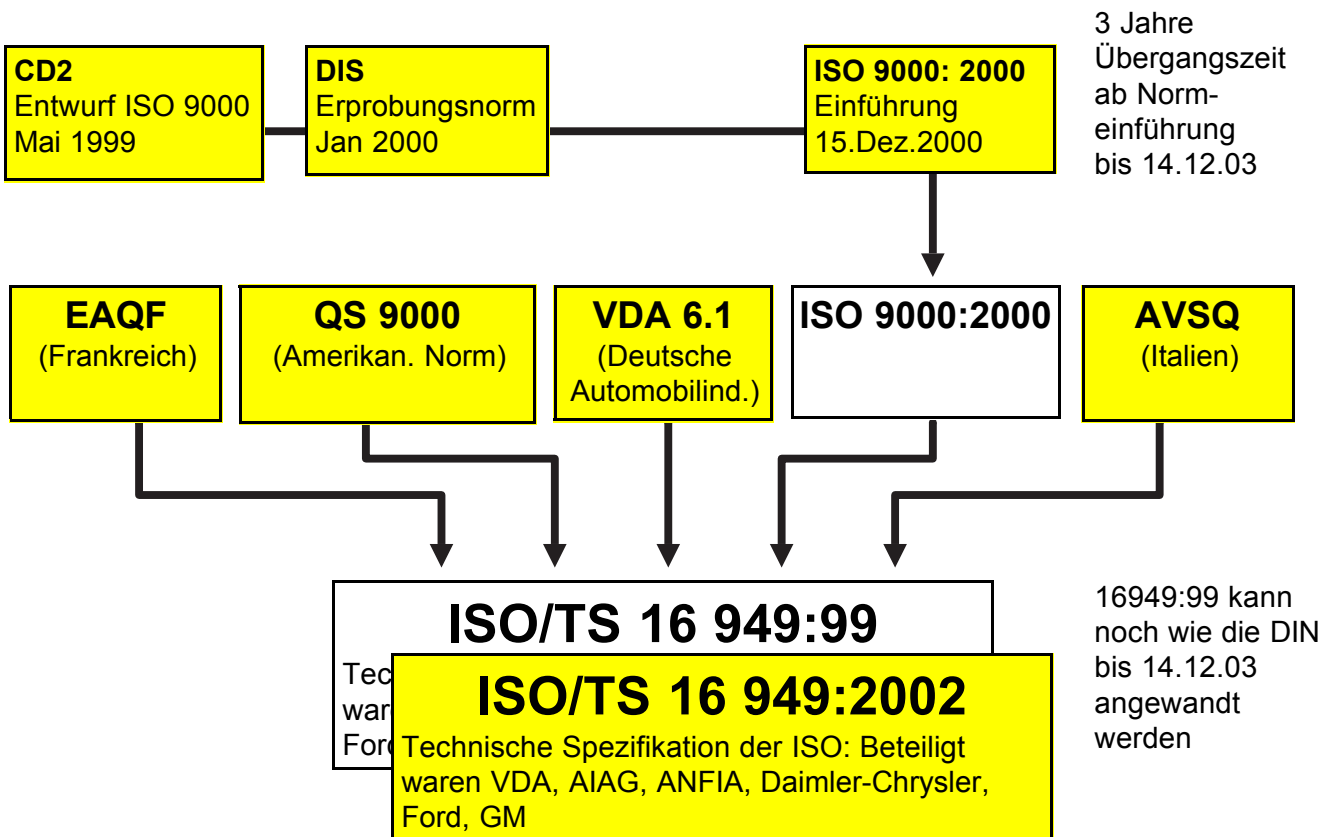 CD2
Entwurf ISO 9000
Mai 1999
DIS
Erprobungsnorm
Jan 2000
ISO 9000: 2000
Einführung
15.Dez.2000
3 Jahre
Übergangszeit
ab Norm-
einführung
bis 14.12.03
EAQF
(Frankreich)
QS 9000
(Amerikan. Norm)
VDA 6.1
(Deutsche
Automobilind.)
ISO 9000:2000
AVSQ
(Italien)
ISO/TS 16 949:99
ISO/TS 16 949:2002
Technische Spezifikation der ISO: Beteiligt
waren VDA, AIAG, ANFIA, Daimler-Chrysler,
Ford, GM
16949:99 kann
noch wie die DIN
bis 14.12.03
angewandt
werden